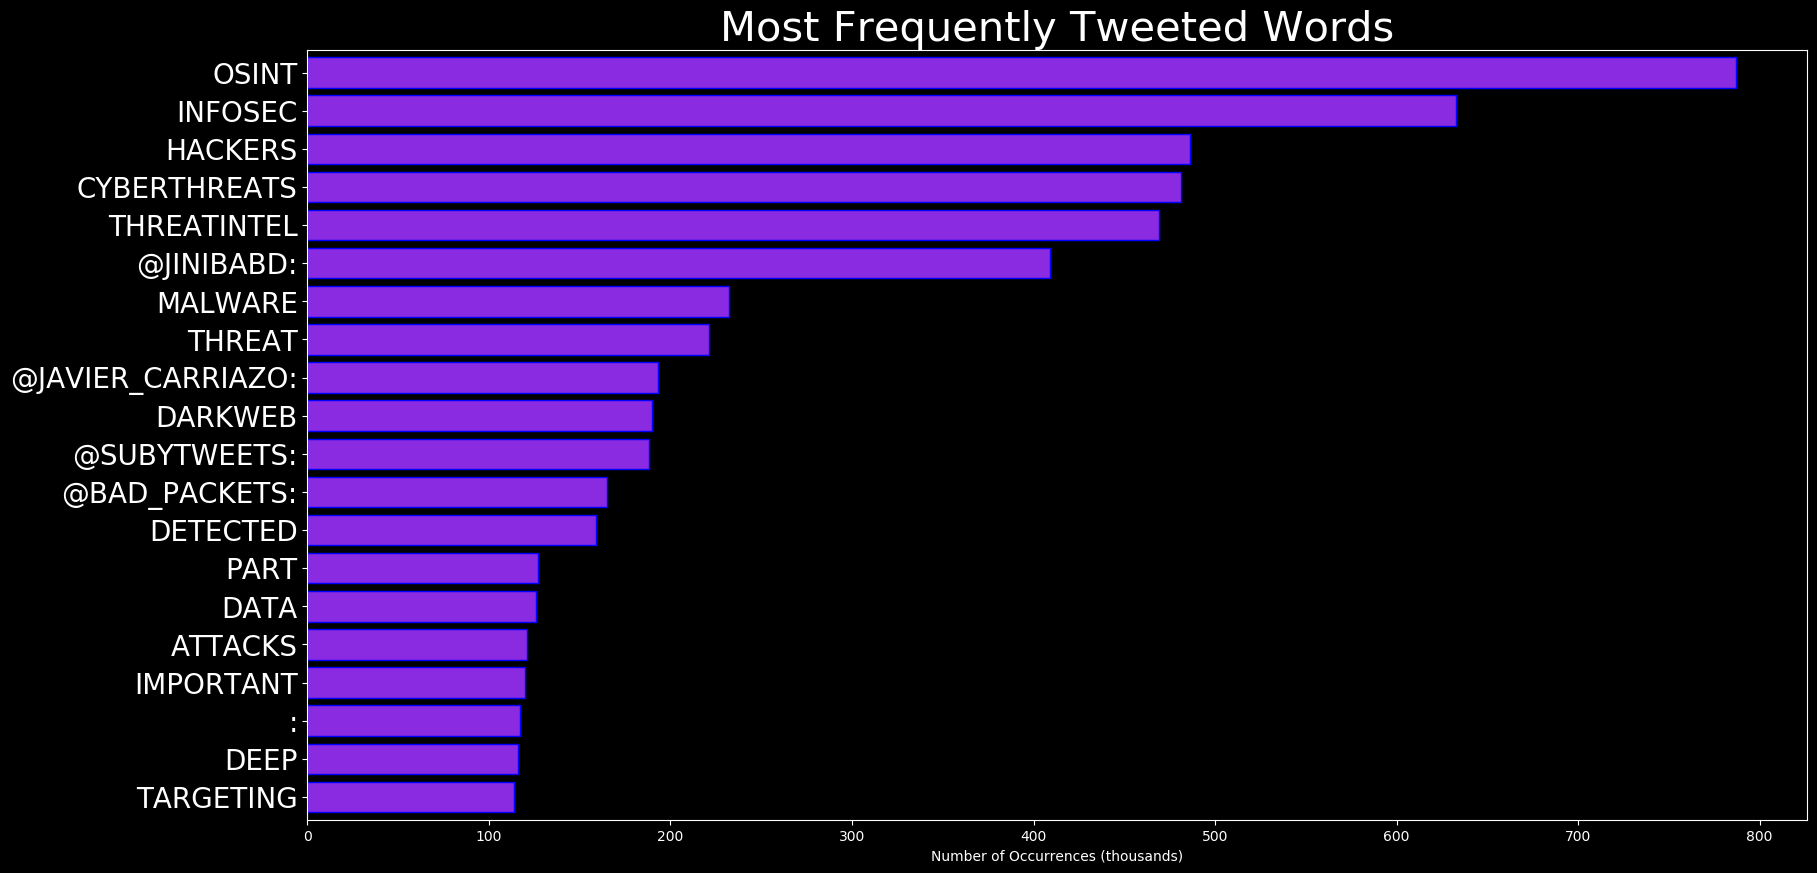 Most Frequently Tweeted Words
OSINT
INFOSEC
HACKERS
CYBERTHREATS
THREATINTEL
@JINIBABD:
MALWARE
THREAT
@JAVIER_CARRIAZO:
DARKWEB
@SUBYTWEETS:
@BAD_PACKETS:
DETECTED
PART
DATA
ATTACKS
IMPORTANT
:
DEEP
TARGETING
0 100 200 300 400 500 600 700 800
Number of Occurrences (thousands)